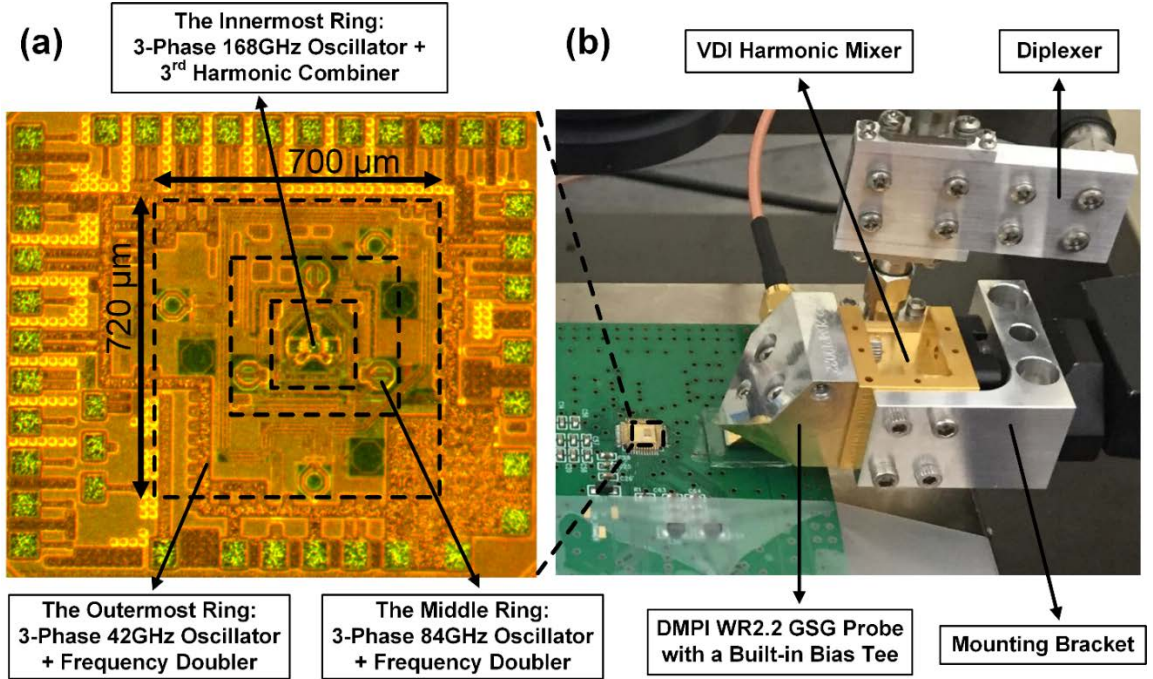 (a)
The Innermost Ring:
3-Phase 168GHz Oscillator +
3rd Harmonic Combiner
700 μm
720 μm
The Outermost Ring:
3-Phase 42GHz Oscillator
+ Frequency Doubler
The Middle Ring:
3-Phase 84GHz Oscillator
+ Frequency Doubler
(b)
VDI Harmonic Mixer
Diplexer
DMPI WR2.2 GSG Probe
with a Built-in Bias Tee
Mounting Bracket